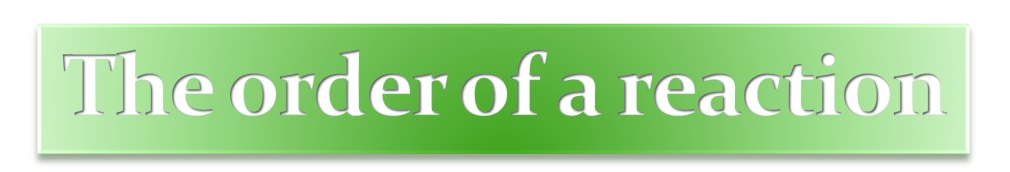 The order of a reaction